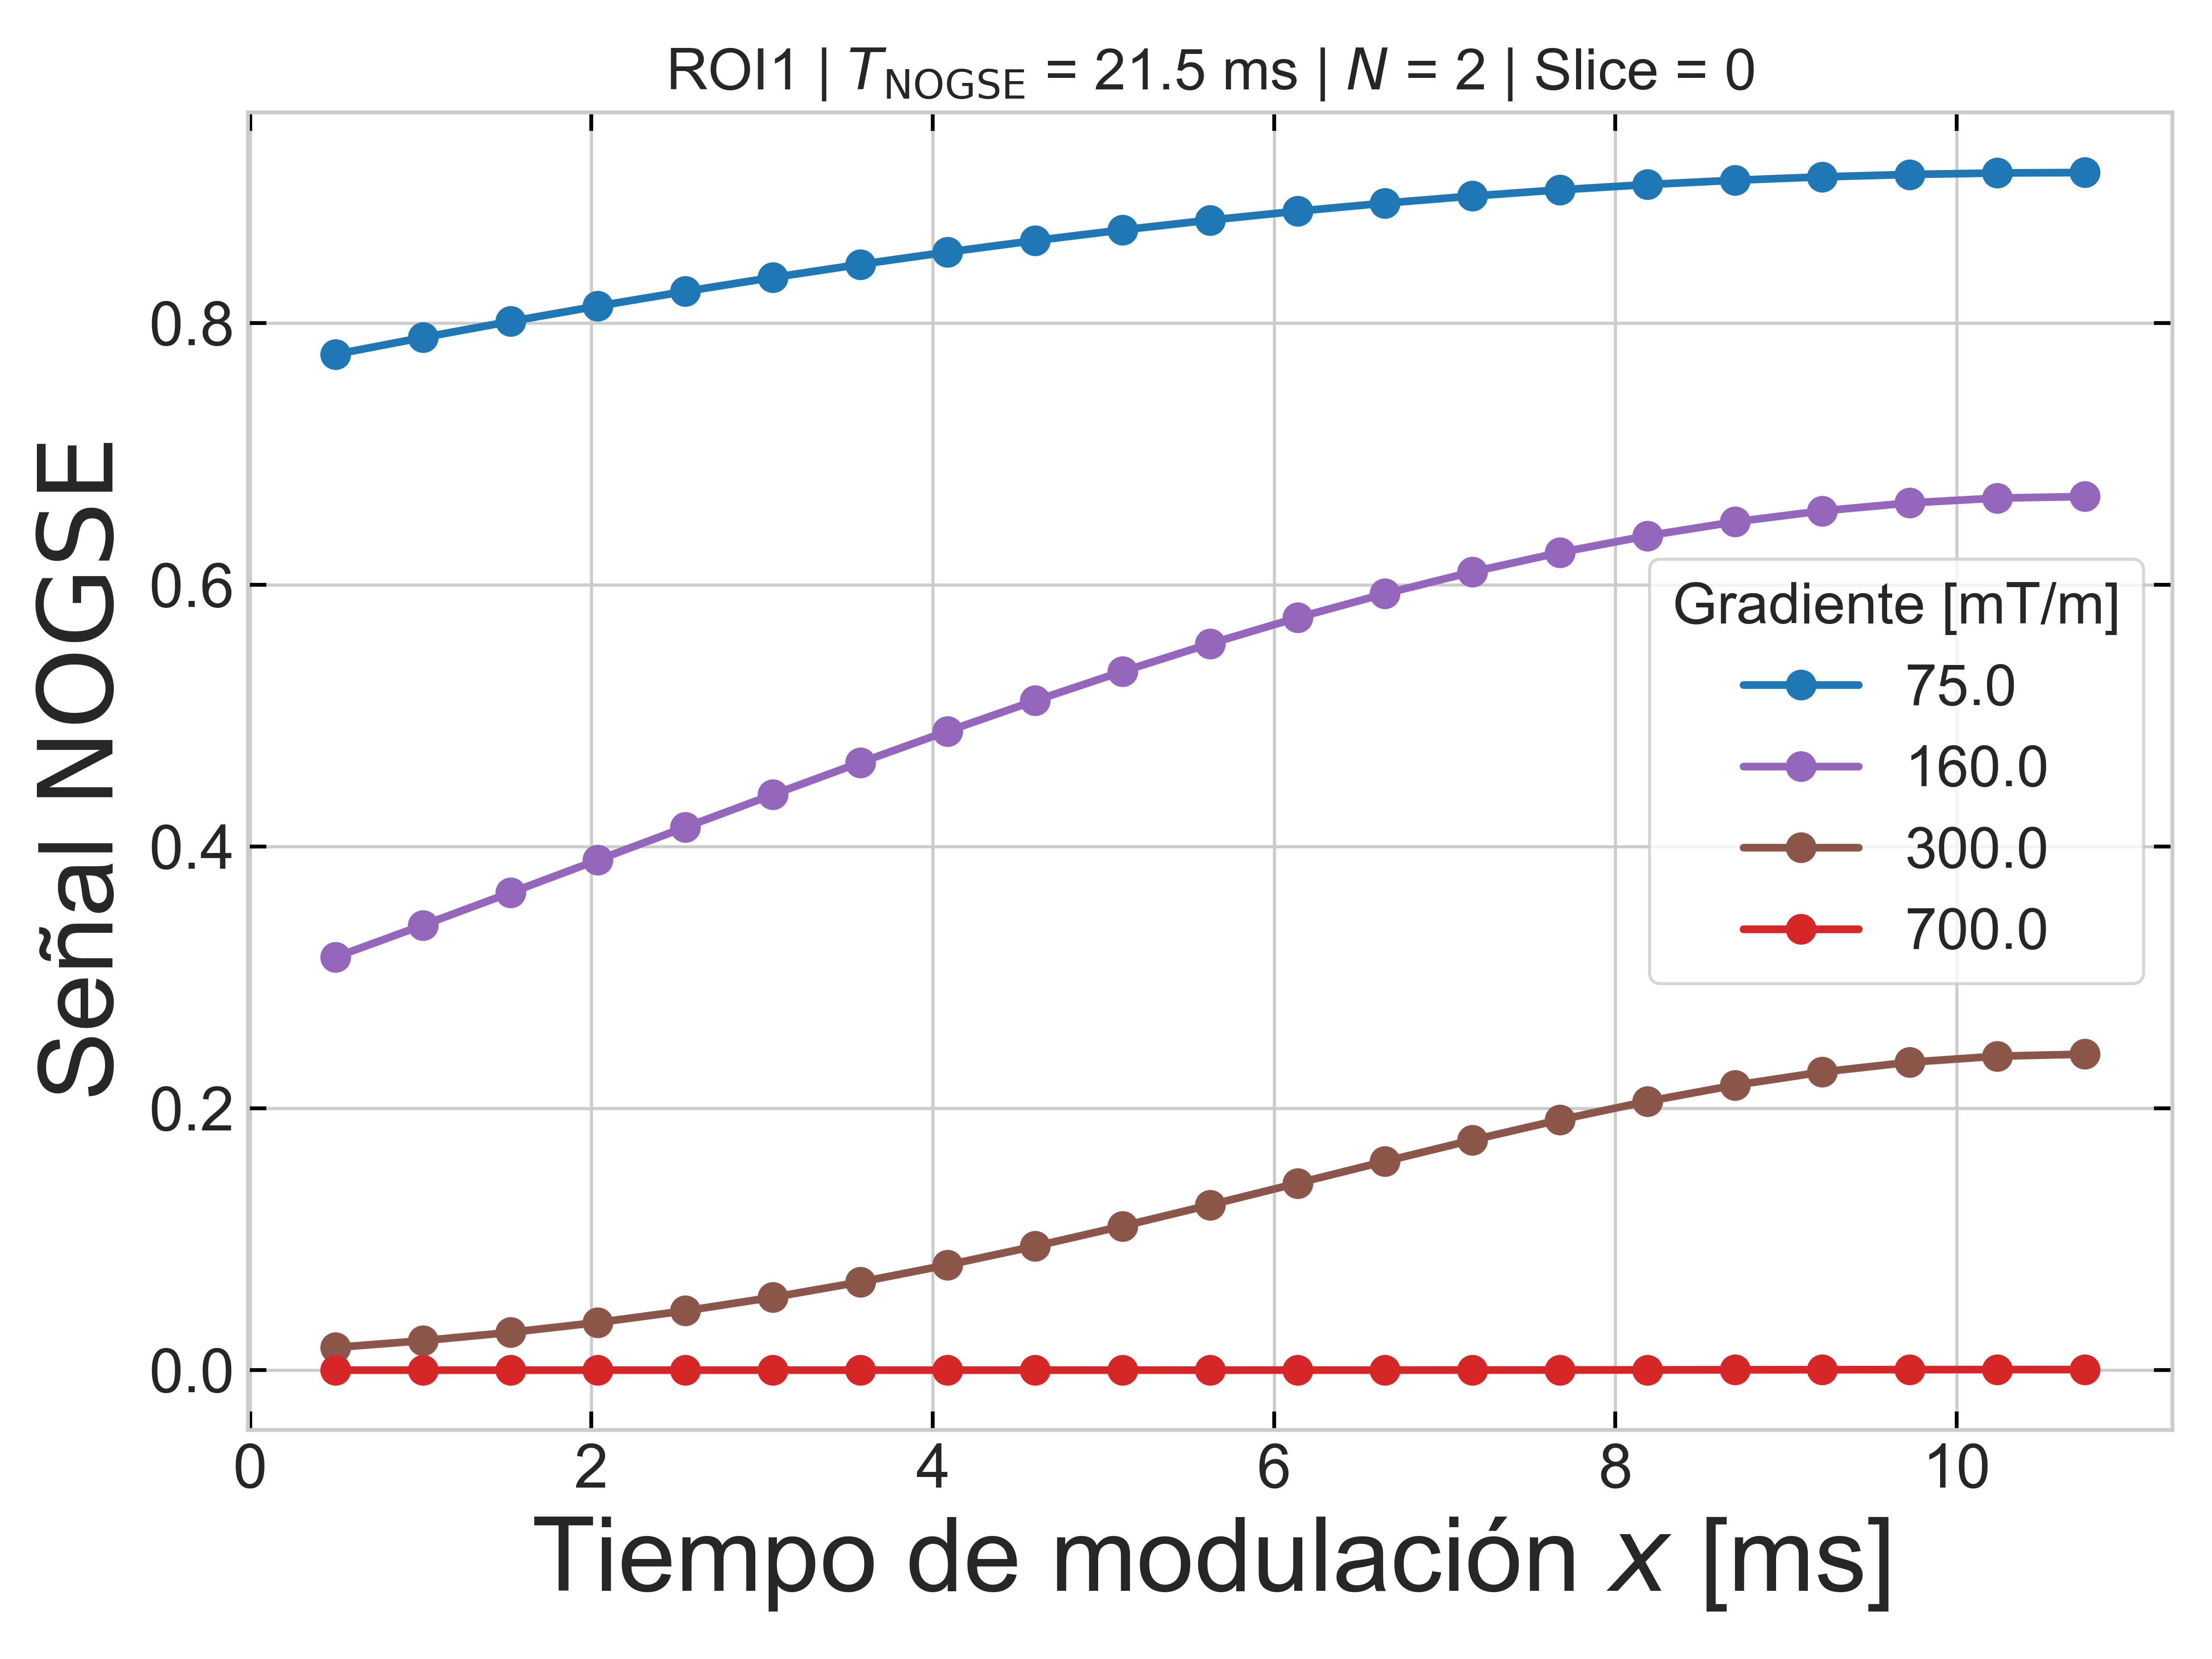 ROI1 | T_NOGSE = 21.5 ms | N = 2 | Slice = 0
Señal NOGSE
0.8
0.6
0.4
0.2
0.0
Gradiente [mT/m]
75.0
160.0
300.0
700.0
0 2 4 6 8 10
Tiempo de modulación x [ms]